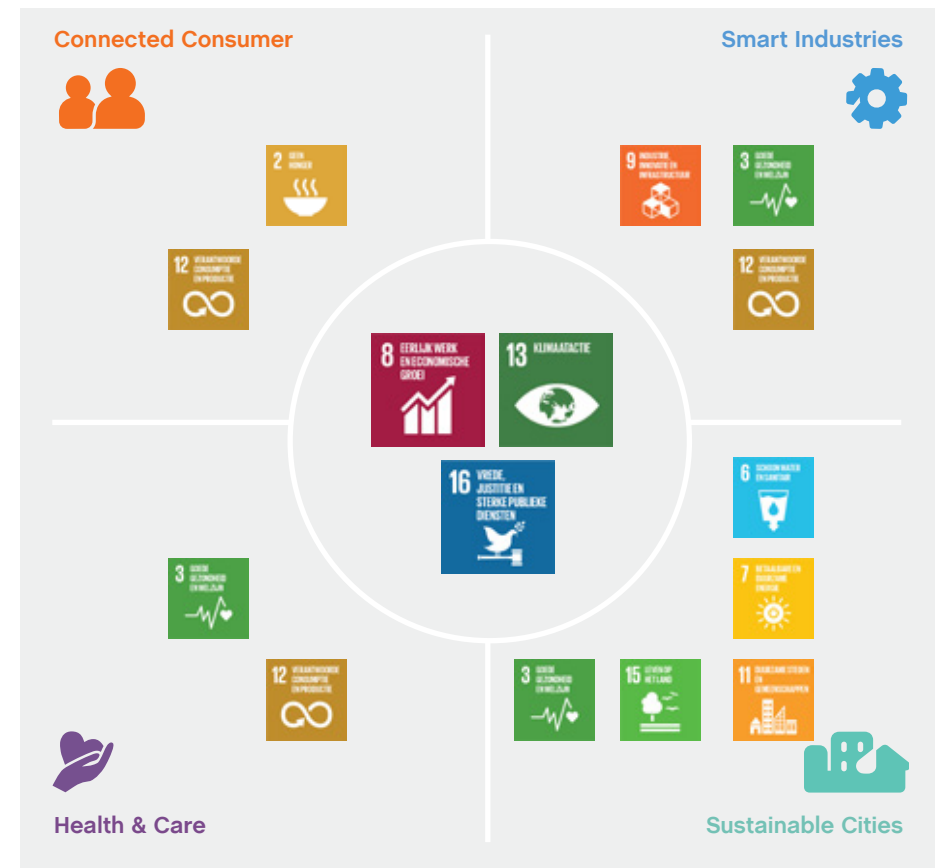 Connected Consumer
Smart Industries
2 GEEN
HONGER
9 INDUSTRIE,
INNOVATIE EN
INFRASTRUCTUUR
3 GOEDE
GEZONDHEID
EN WELZIJN
12 VERANTWOORDE
CONSUMPTIE
EN PRODUCTIE
12 VERANTWOORDE
CONSUMPTIE
EN PRODUCTIE
8 EERLIJK WERK
EN ECONOMISCHE
GROEI
13 KLIMAATACTIE
16 VREDE,
JUSTITIE EN
STERKE PUBLIEKE
DIENSTEN
6 SCHOON WATER
EN SANITAIR
7 BETAALBARE EN
DUURZAME
ENERGIE
3 GOEDE
GEZONDHEID
EN WELZIJN
12 VERANTWOORDE
CONSUMPTIE
EN PRODUCTIE
3 GOEDE
GEZONDHEID
EN WELZIJN
15 LEVEN OP
HET LAND
11 DUURZAME STEDEN
EN
GEMEENSCHAPPEN
Health & Care
Sustainable Cities